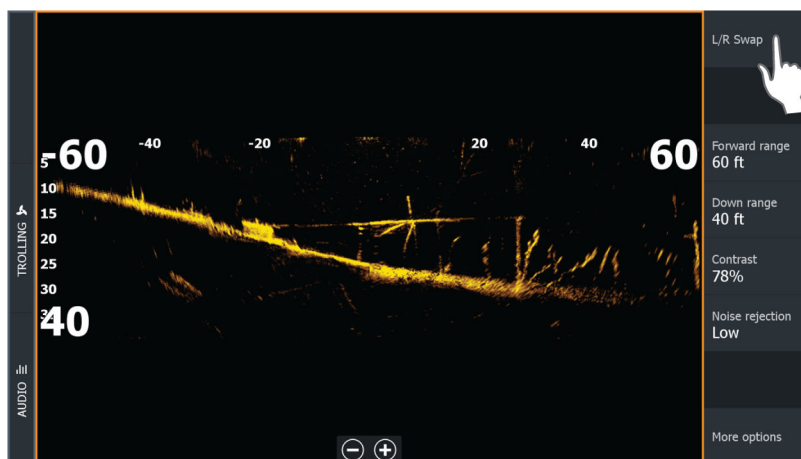 L/R Swap
-60
-40
-20
20
40
60
5
10
15
20
25
30
40
TROLLING
AUDIO
Forward range
60 ft
Down range
40 ft
Contrast
78%
Noise rejection
Low
More options